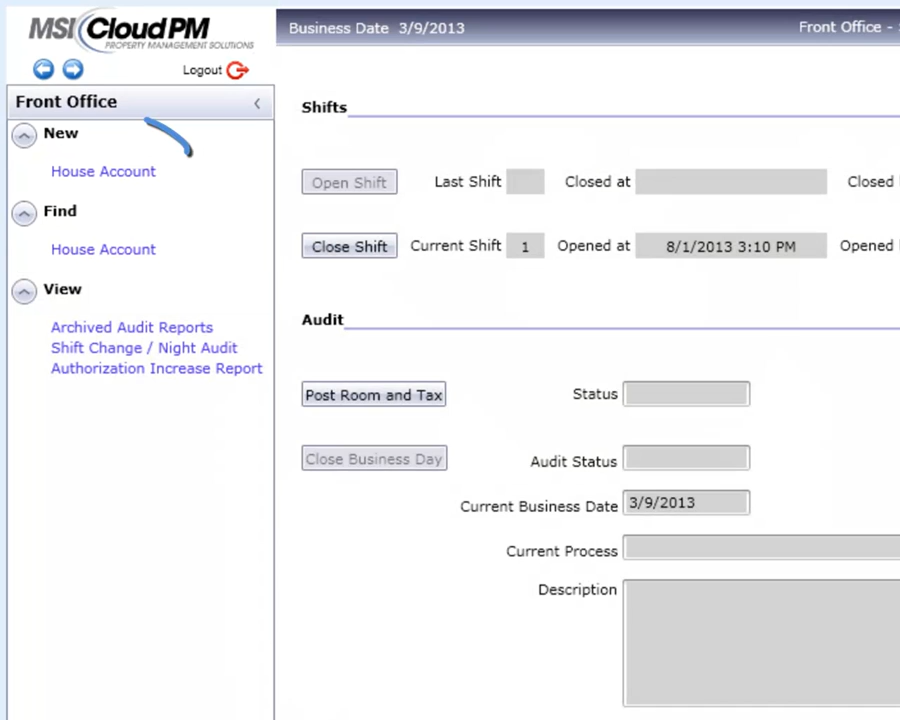 MSI CloudPM
PROPERTY MANAGEMENT SOLUTIONS
Business Date 3/9/2013
Front Office -
Logout
Front Office
New
House Account
Find
House Account
View
Archived Audit Reports
Shift Change / Night Audit
Authorization Increase Report
Shifts
Open Shift Last Shift Closed at Closed
Close Shift Current Shift 1 Opened at 8/1/2013 3:10 PM Opened
Audit
Post Room and Tax Status
Close Business Day Audit Status
Current Business Date 3/9/2013
Current Process
Description